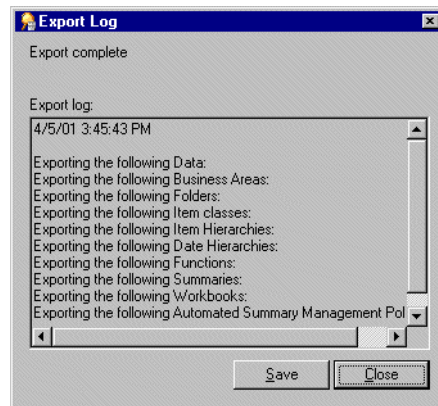 Export Log
Export complete
Export log:
4/5/01 3:45:43 PM
Exporting the following Data:
Exporting the following Business Areas:
Exporting the following Folders:
Exporting the following Item classes:
Exporting the following Item Hierarchies:
Exporting the following Date Hierarchies:
Exporting the following Functions:
Exporting the following Summaries:
Exporting the following Workbooks:
Exporting the following Automated Summary Management Pol
Save
Close